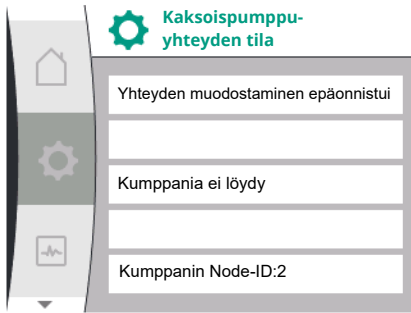 Kaksoispumppu-
yhteyden tila
Yhteyden muodostaminen epäonnistui
Kumppania ei löydy
Kumppanin Node-ID:2